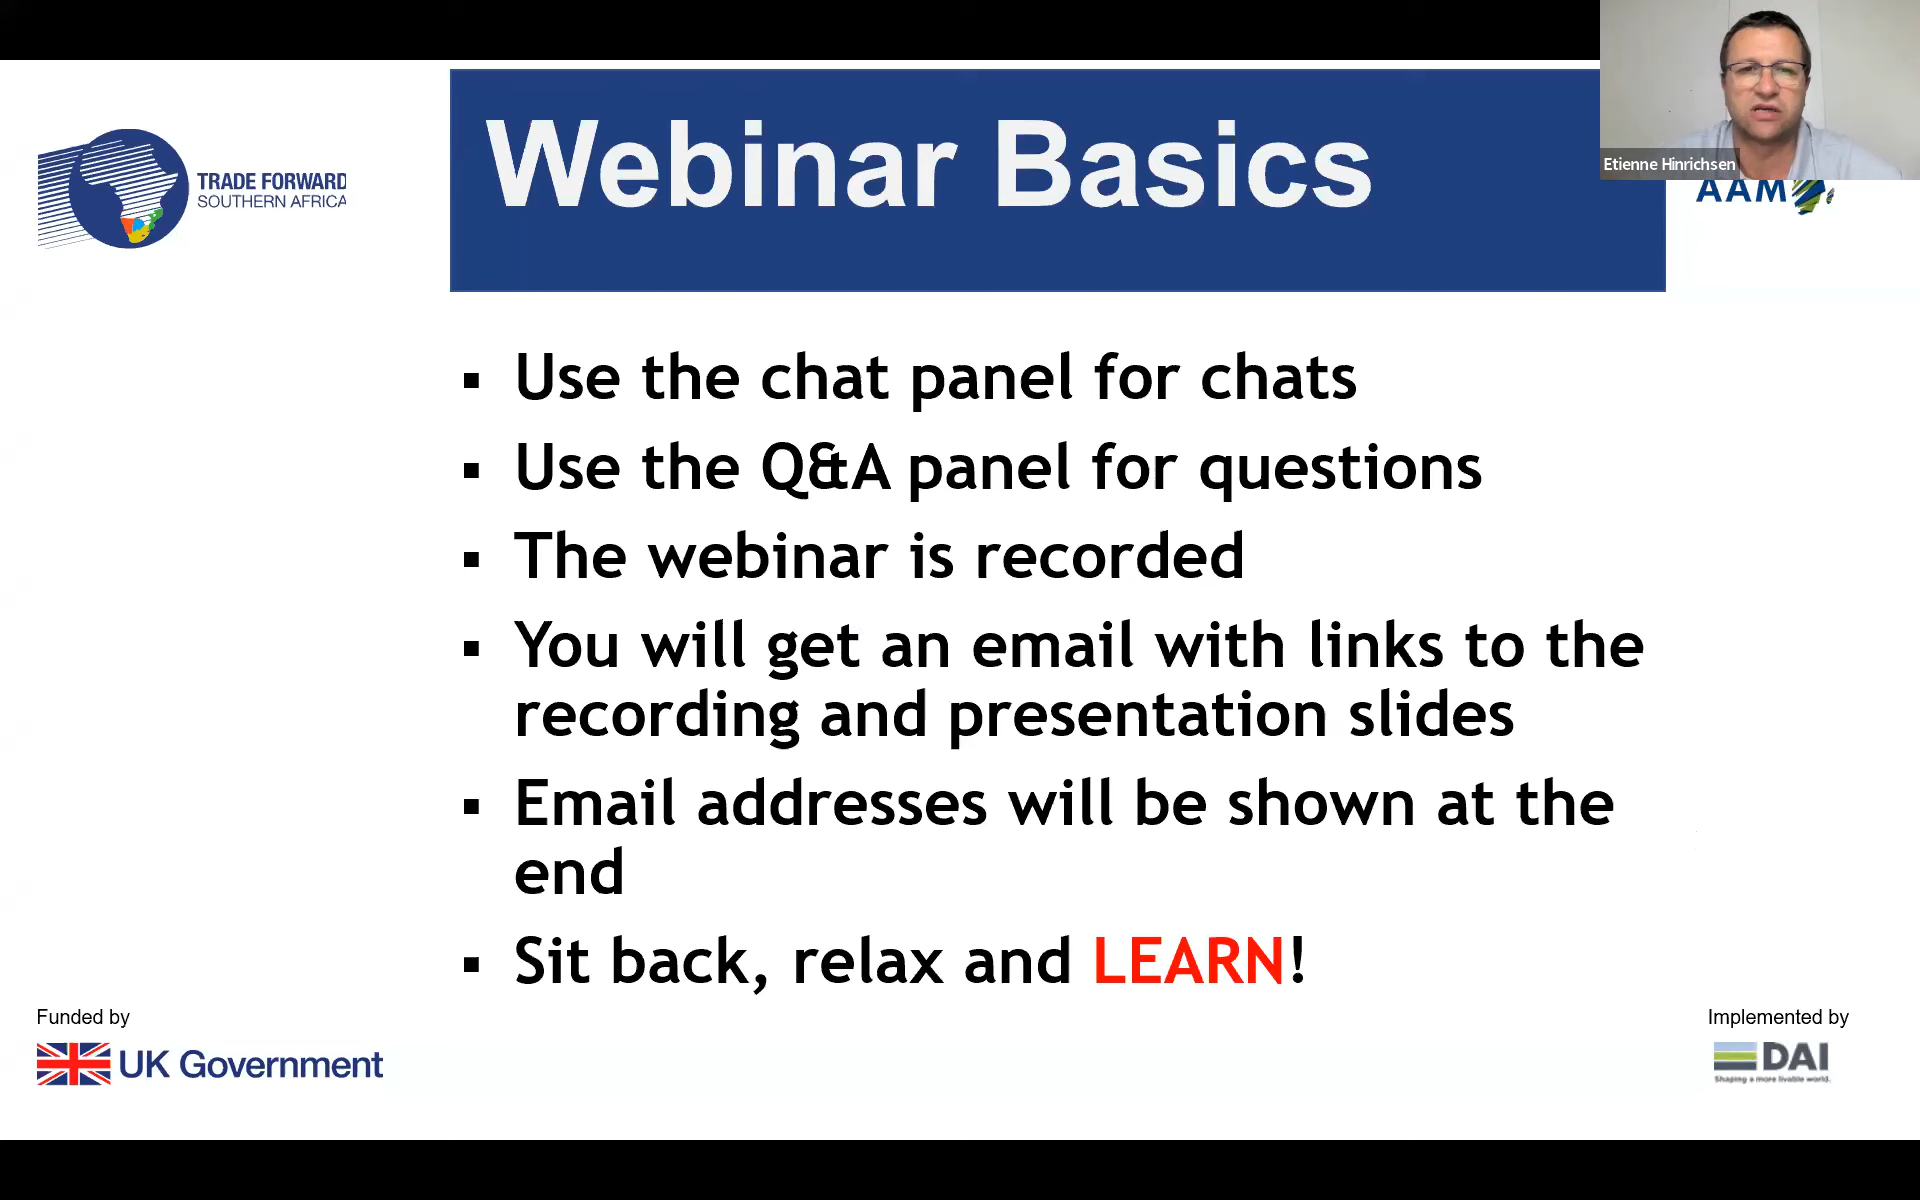 Webinar Basics
Etienne Hinrichsen
TRADE FORWARD
SOUTHERN AFRICA
AAM
▪ Use the chat panel for chats
▪ Use the Q&A panel for questions
▪ The webinar is recorded
▪ You will get an email with links to the
recording and presentation slides
▪ Email addresses will be shown at the
end
▪ Sit back, relax and LEARN!
Funded by
UK Government
Implemented by
DAI
Shaping a more livable world.